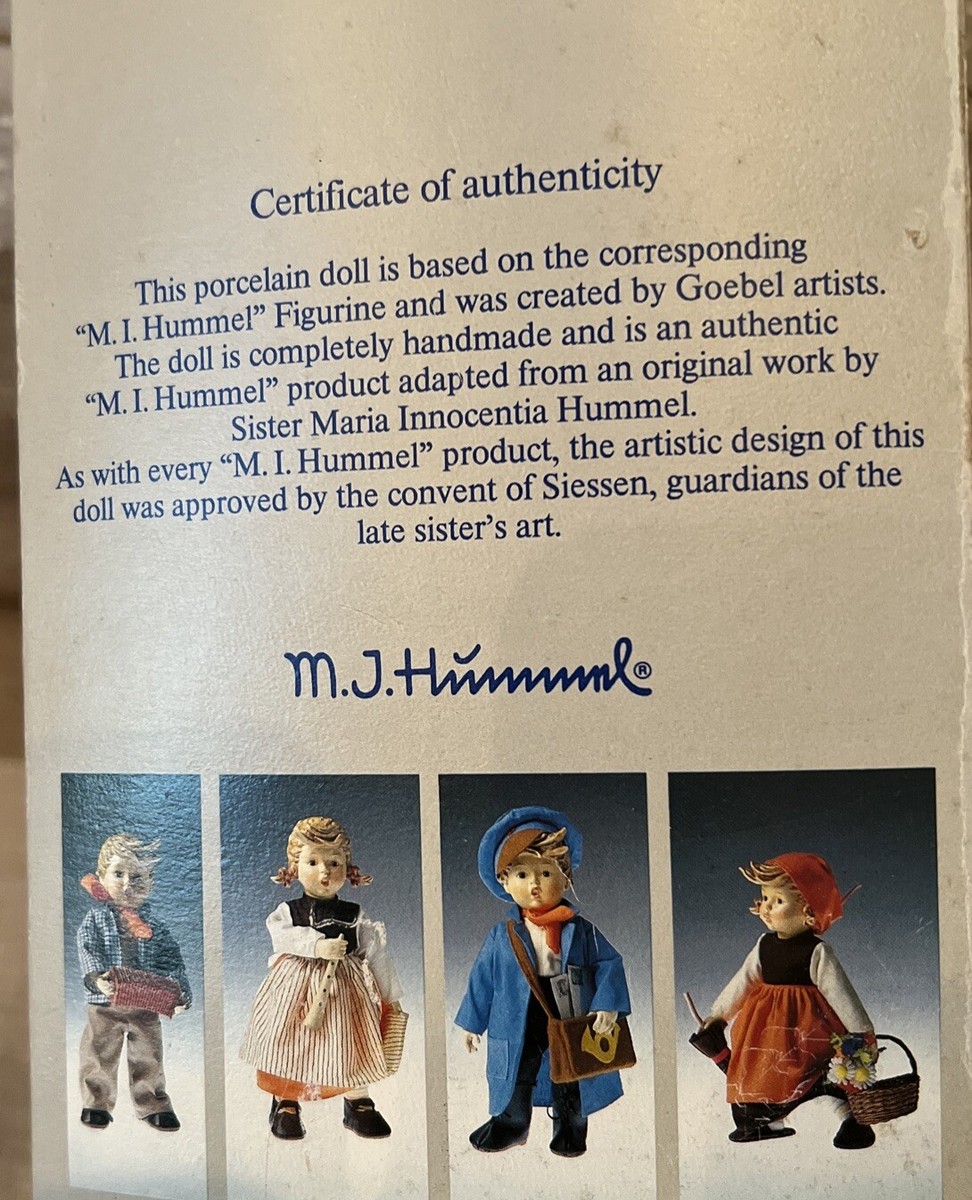 Certificate of authenticity
This porcelain doll is based on the corresponding
“M. I. Hummel” Figurine and was created by Goebel artists.
The doll is completely handmade and is an authentic
“M. I. Hummel” product adapted from an original work by
Sister Maria Innocentia Hummel.
As with every “M. I. Hummel” product, the artistic design of this
doll was approved by the convent of Siessen, guardians of the
late sister’s art.
M.J.Hummel®